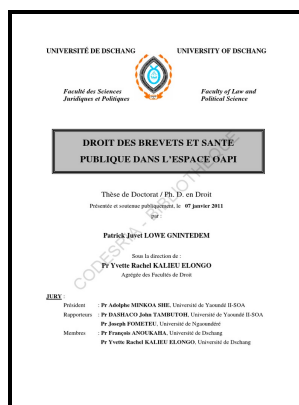 UNIVERSITÉ DE DSCHANG UNIVERSITY OF DSCHANG
Faculté des Sciences Faculty of Law and
Juridiques et Politiques Political Science
DROIT DES BREVETS ET SANTE
PUBLIQUE DANS L'ESPACE OAPI
Thèse de Doctorat / Ph. D. en Droit
Présentée et soutenue publiquement, le 07 janvier 2011
par :
Patrick Juvet LOWE GNINTEDEM
Sous la direction de :
Pr Yvette Rachel KALIEU ELONGO
Agrégée des Facultés de Droit
CODESRIA - BIBLIOTHEQUE
JURY :
Président : Pr Adolphe MINKOA SHE, Université de Yaoundé II-SOA
Rapporteurs : Pr DASHACO John TAMBUTOH, Université de Yaoundé II-SOA
Pr Joseph FOMETEU, Université de Ngaoundéré
Membres : Pr François ANOUKAHA, Université de Dschang
Pr Yvette Rachel KALIEU ELONGO, Université de Dschang